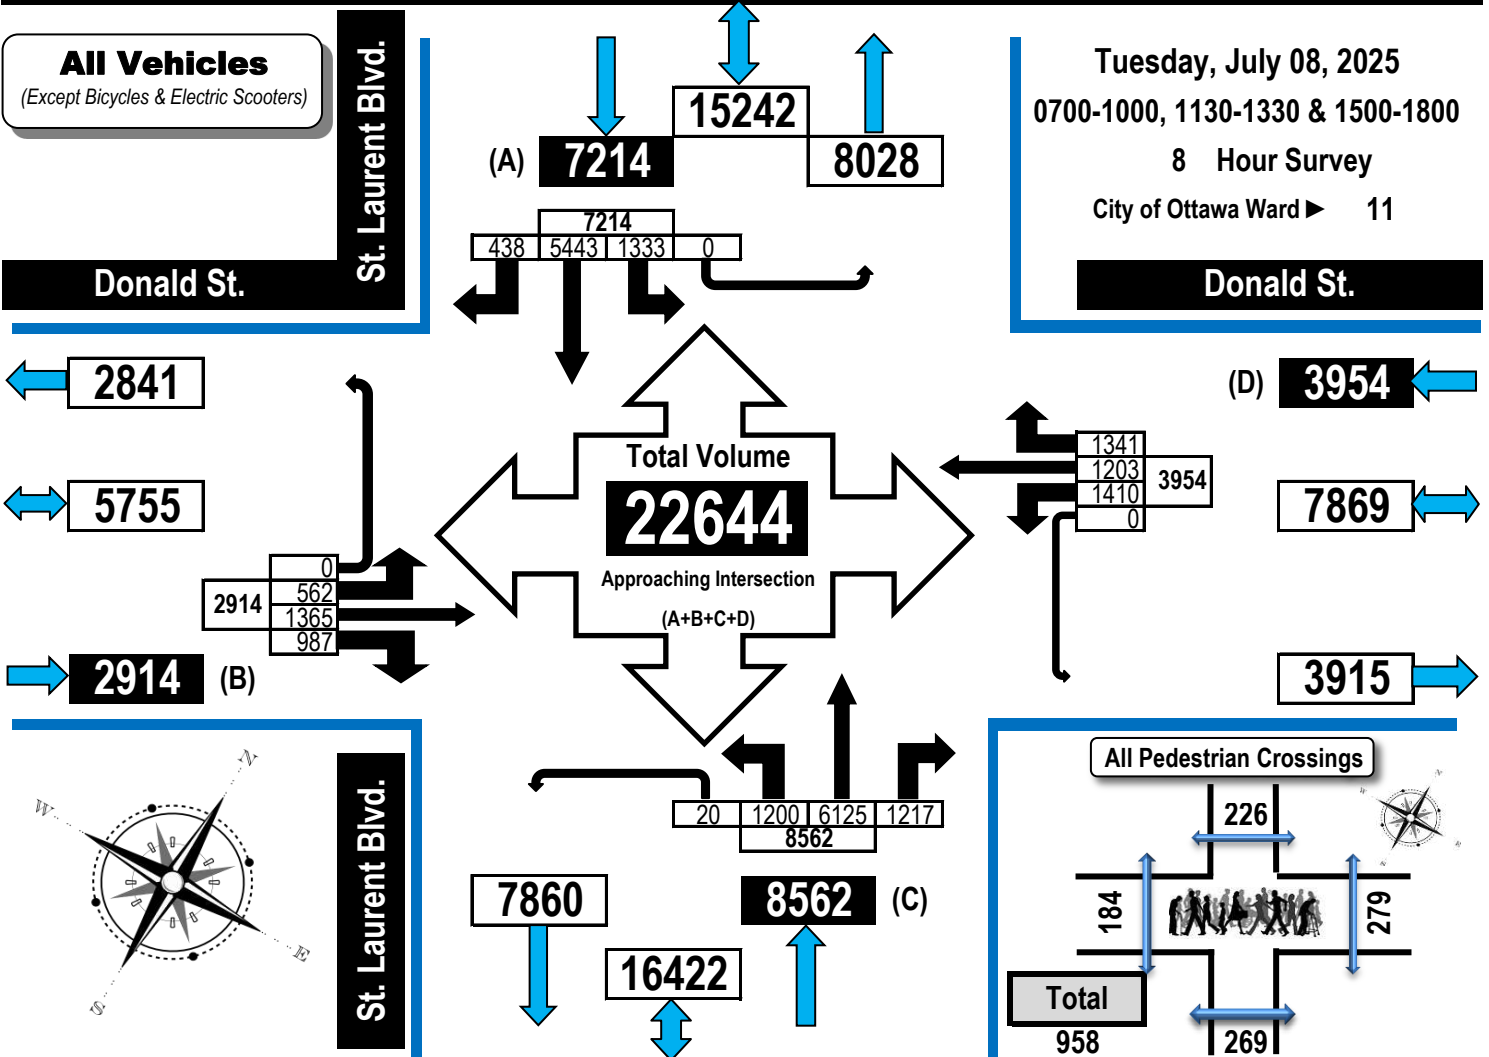 All Vehicles
(Except Bicycles & Electric Scooters)
St. Laurent Blvd.
Donald St.
15242
(A) 7214
8028
7214
438 5443 1333 0
Tuesday, July 08, 2025
0700-1000, 1130-1330 & 1500-1800
8 Hour Survey
City of Ottawa Ward ► 11
Donald St.
2841
5755
0
562
1365
987
2914
2914 (B)
Total Volume
22644
Approaching Intersection
(A+B+C+D)
(D) 3954
1341
1203
1410
0
3954
7869
3915
20 1200 6125 1217
8562
7860
8562 (C)
16422
St. Laurent Blvd.
N
W
E
S
All Pedestrian Crossings
226
184
279
269
Total
958
N
W
E
S